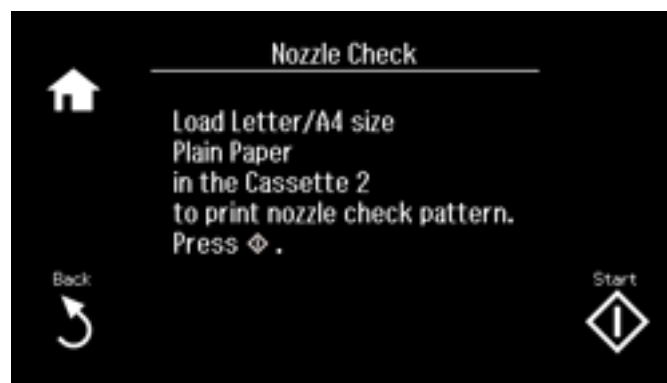 Nozzle Check
Load Letter/A4 size
Plain Paper
in the Cassette 2
to print nozzle check pattern.
Press ⟐ .
Back
Start